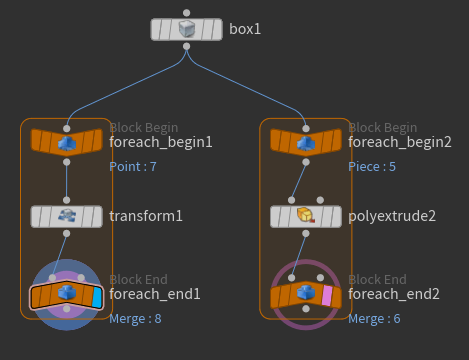 box1
Block Begin
foreach_begin1
Point : 7
Block Begin
foreach_begin2
Piece : 5
transform1
polyextrude2
Block End
foreach_end1
Merge : 8
Block End
foreach_end2
Merge : 6